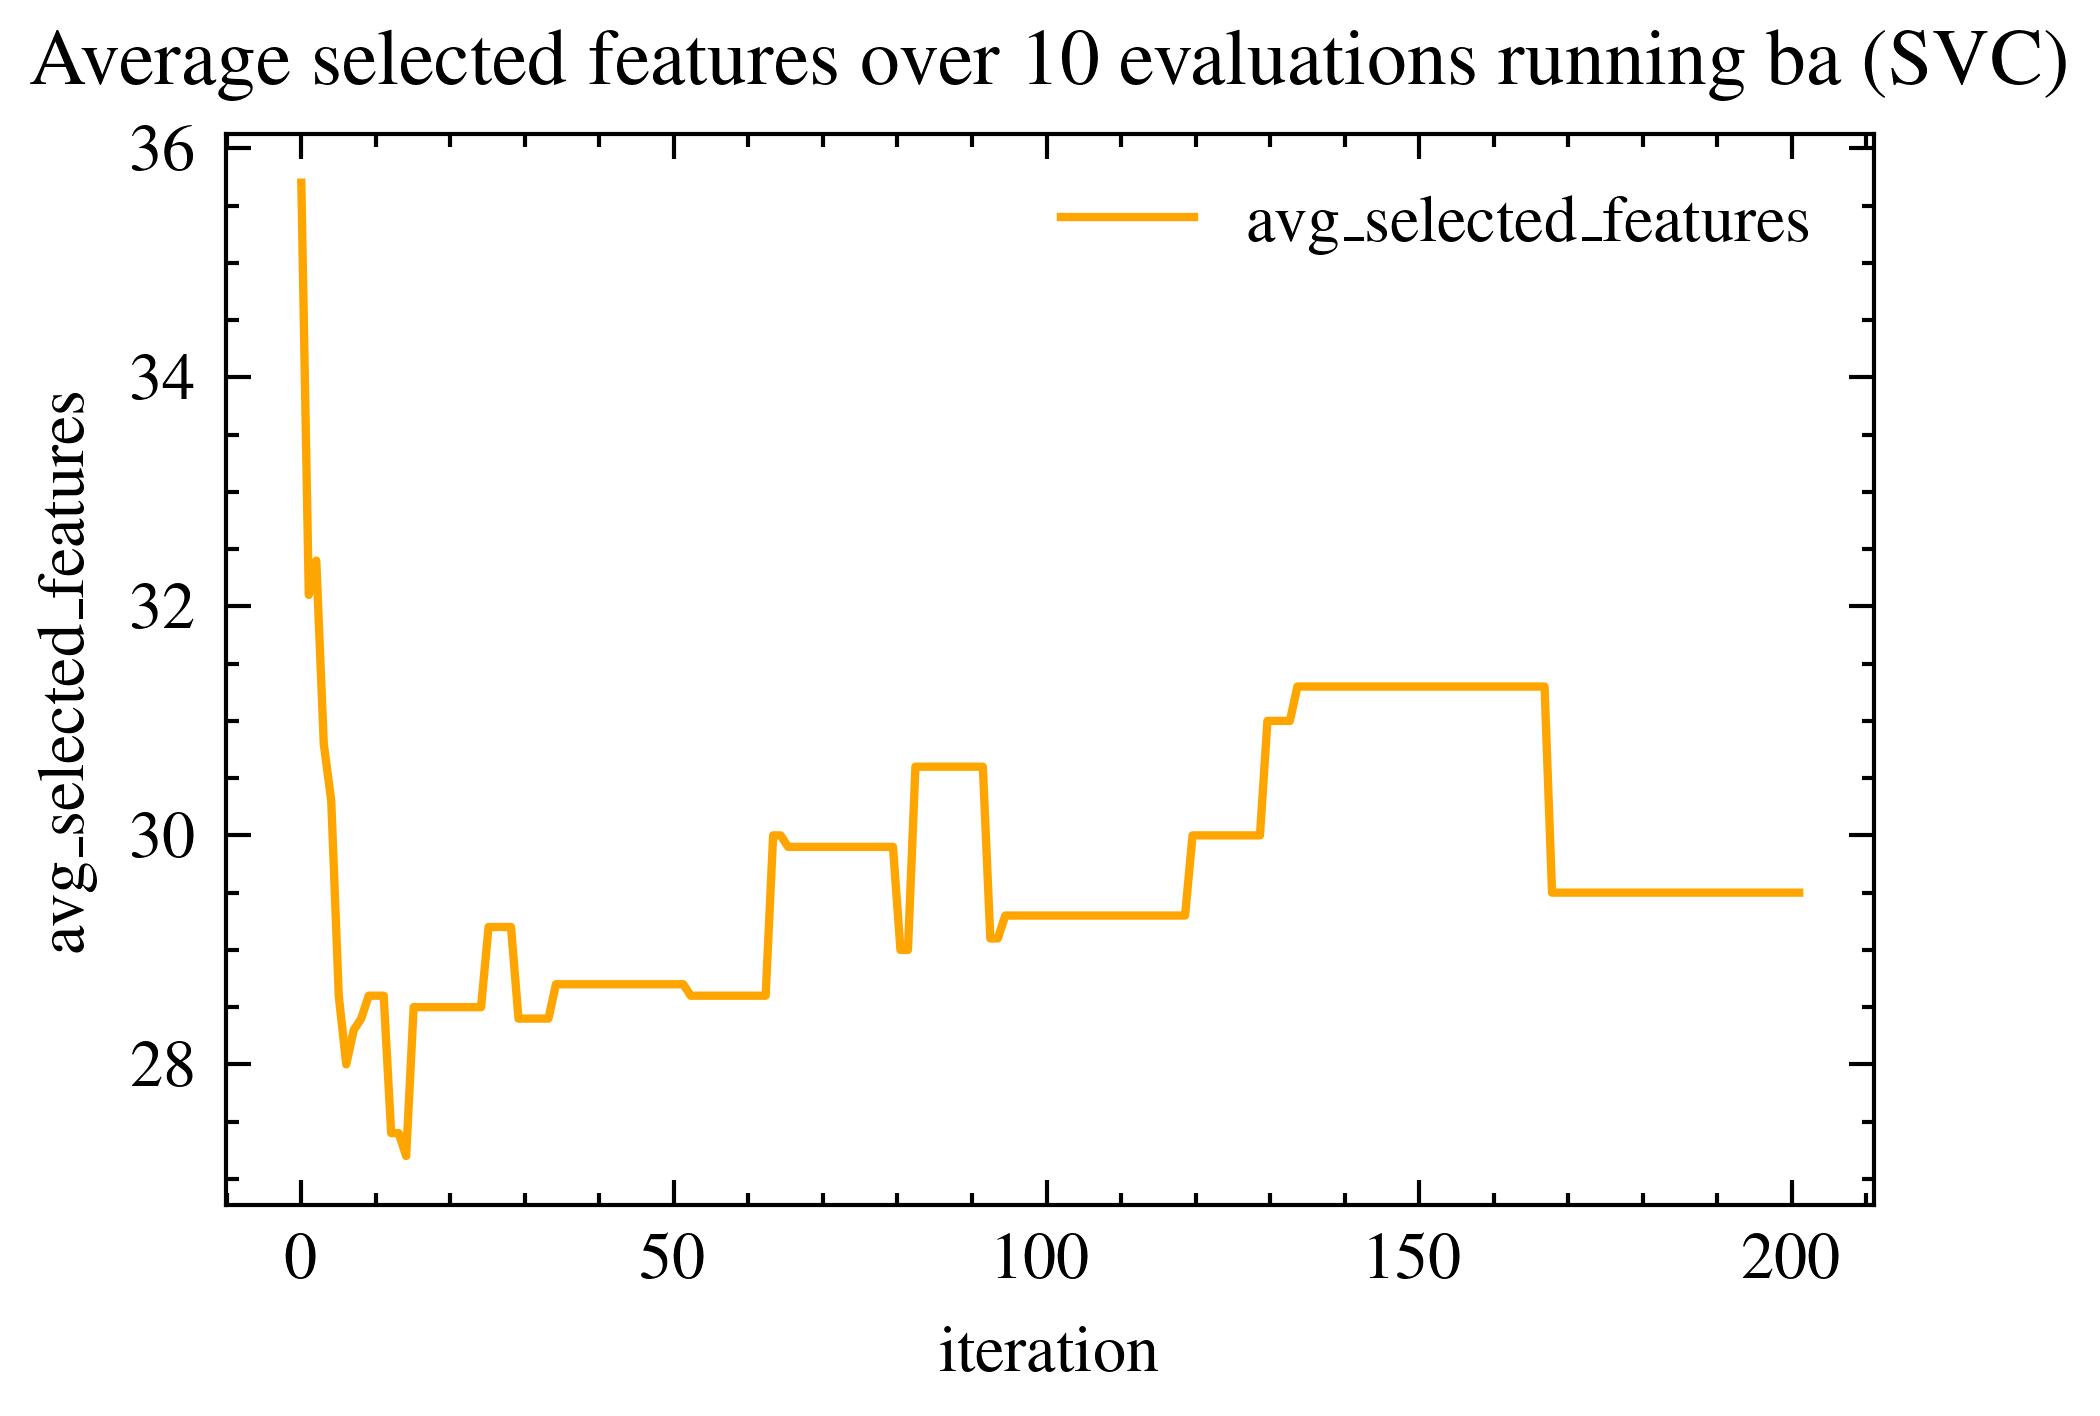 Average selected features over 10 evaluations running ba (SVC)
36
34
32
30
28
avg_selected_features
avg_selected_features
0 50 100 150 200
iteration